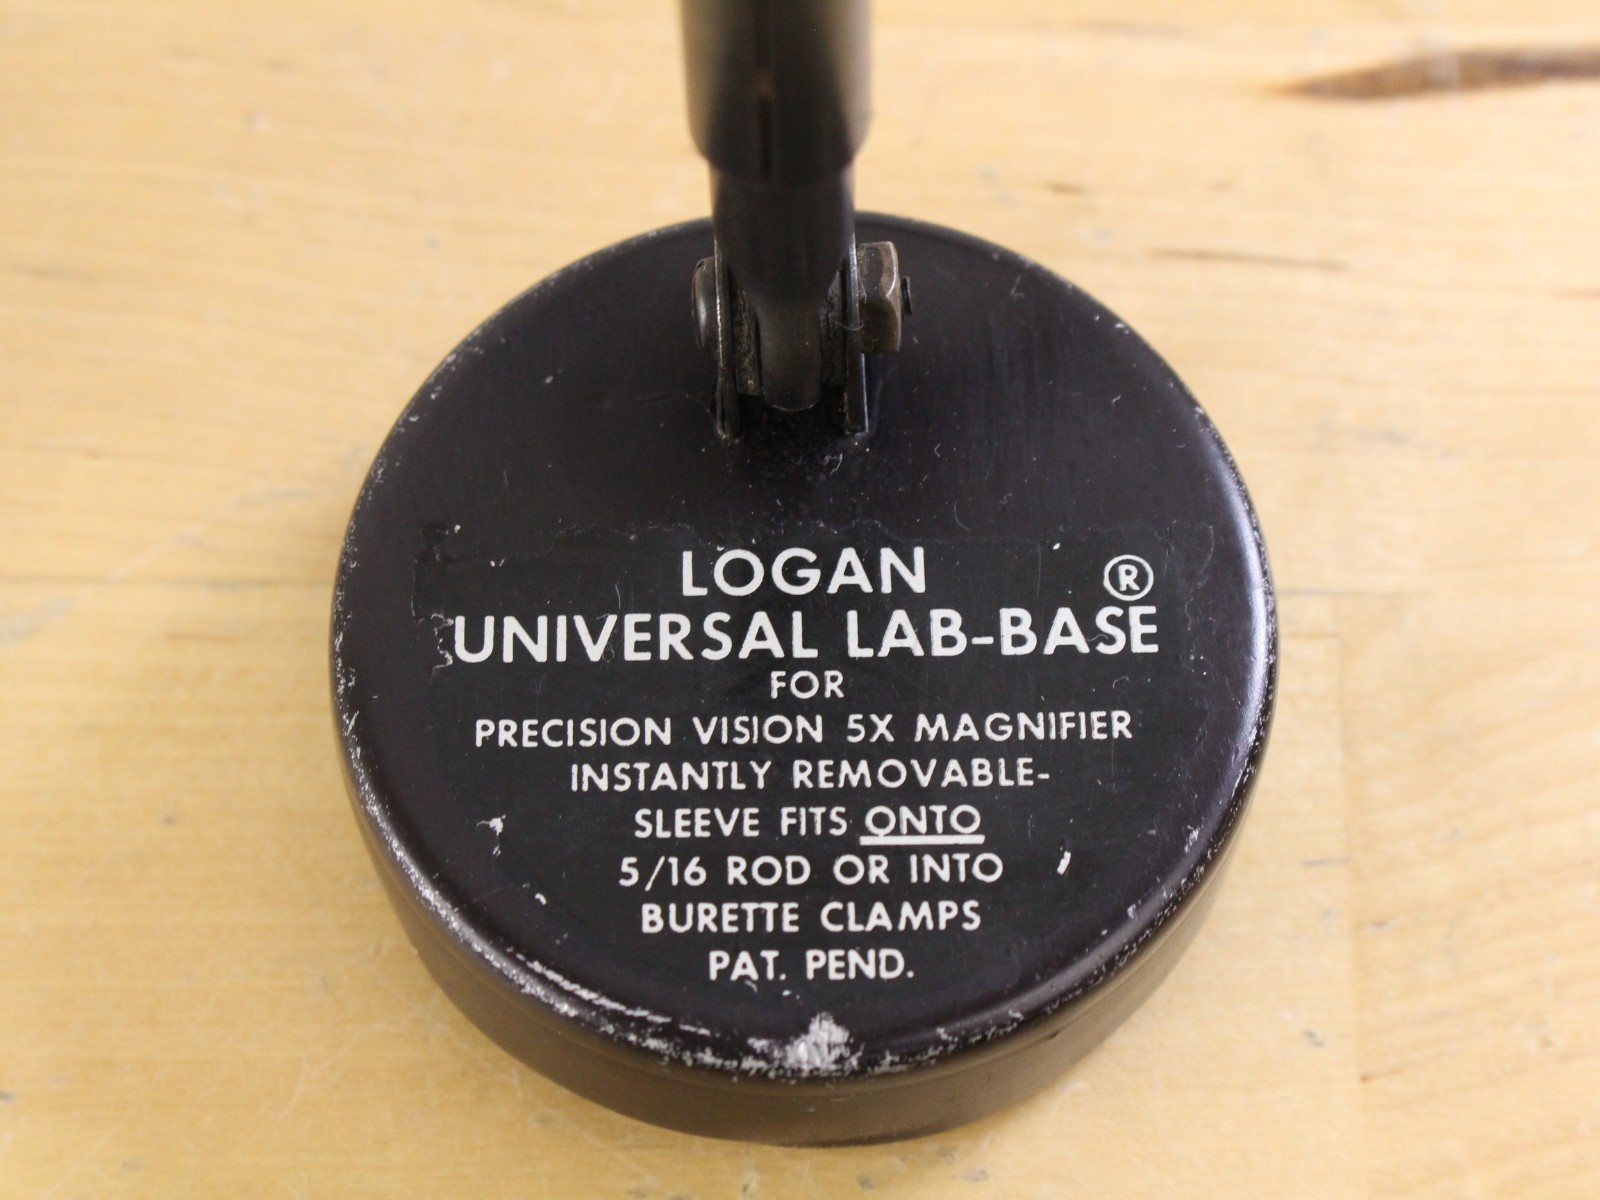 LOGAN
UNIVERSAL LAB-BASE®
FOR
PRECISION VISION 5X MAGNIFIER
INSTANTLY REMOVABLE-
SLEEVE FITS ONTO
5/16 ROD OR INTO
BURETTE CLAMPS
PAT. PEND.